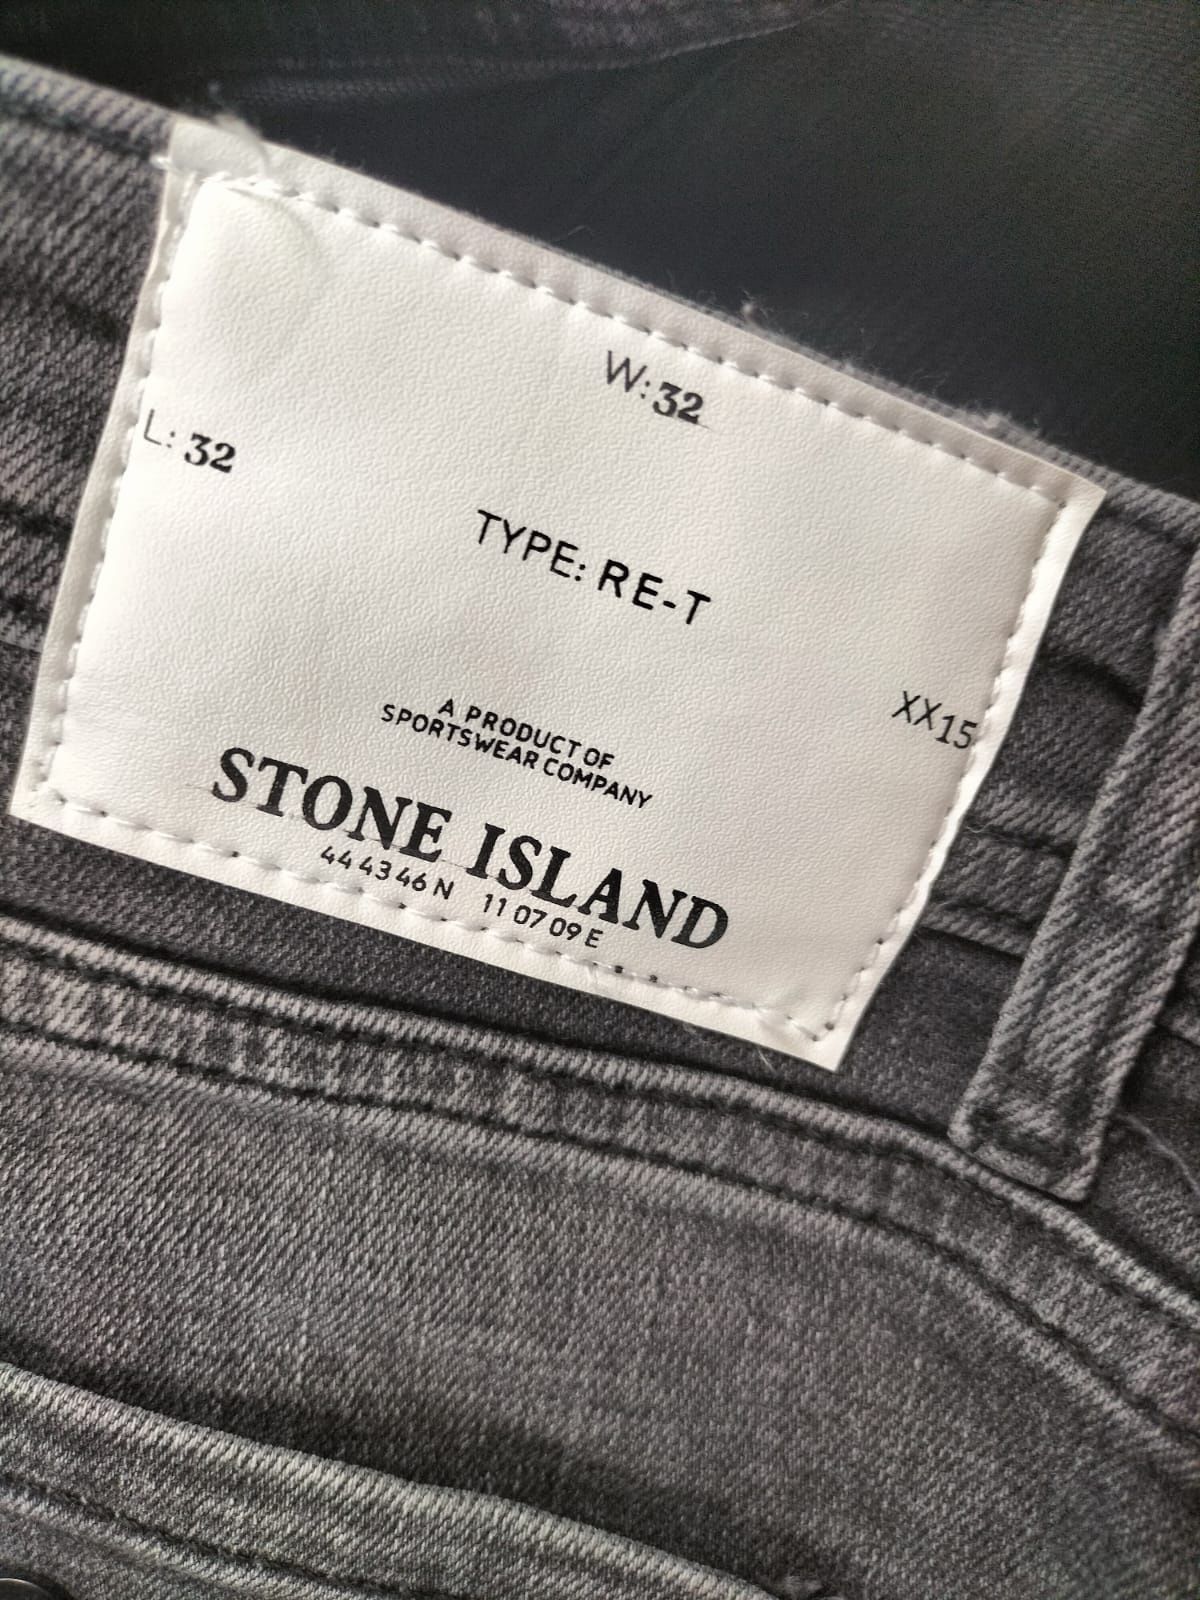 W: 32
L: 32
TYPE: RE-T
XX15
A PRODUCT OF
SPORTSWEAR COMPANY
STONE ISLAND
44 43 46 N 11 07 09 E